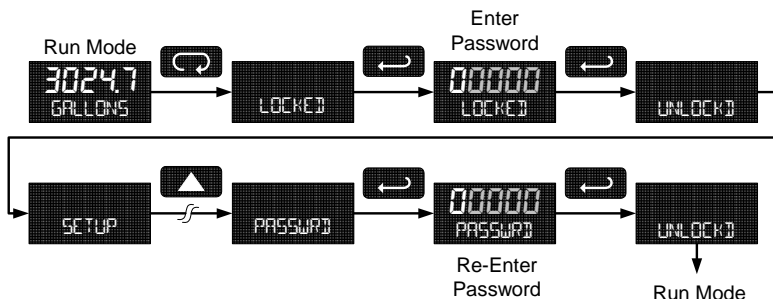 Run Mode
3024.7
GALLONS
LOCKED
Enter
Password
00000
LOCKED
UNLOCKD
SETUP
PASSWRD
00000
PASSWRD
Re-Enter
Password
UNLOCKD
Run Mode